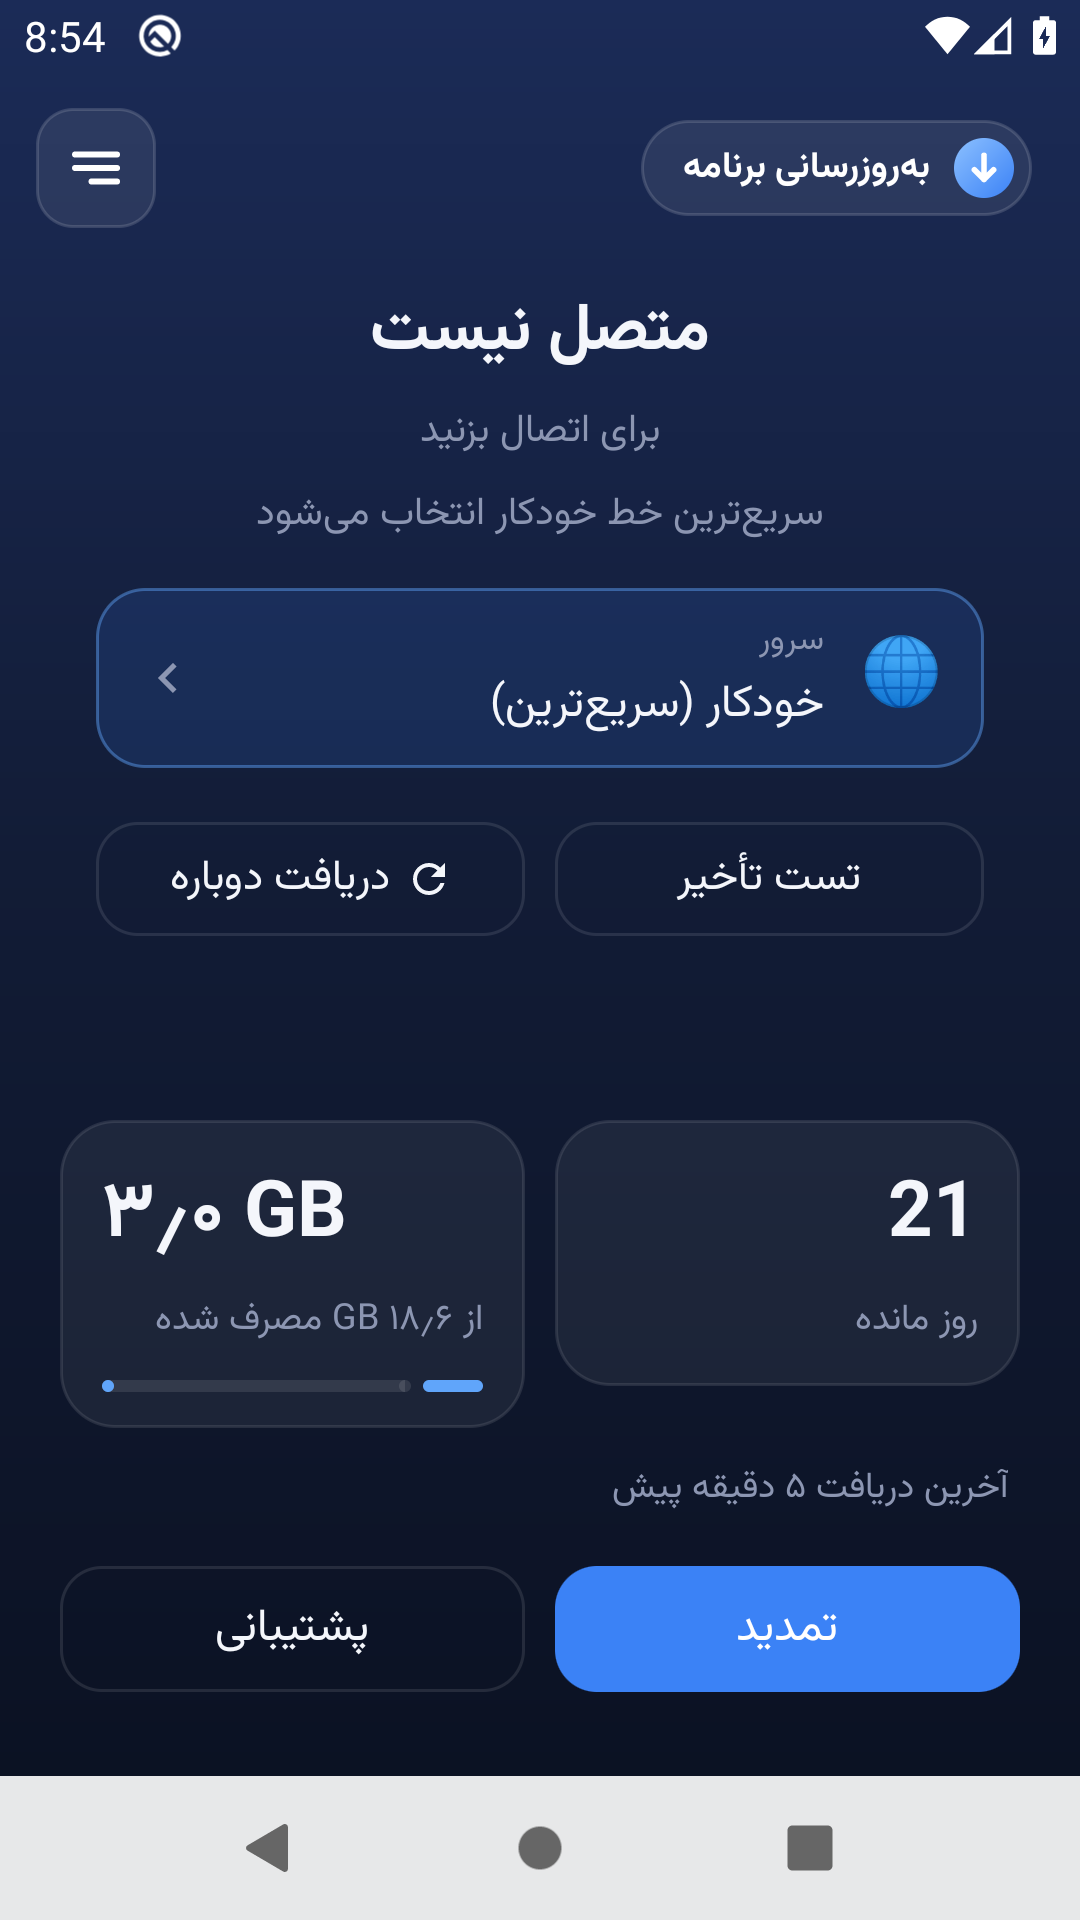 8:54
به‌روزرسانی برنامه
متصل نیست
برای اتصال بزنید
سریع‌ترین خط خودکار انتخاب می‌شود
سرور
خودکار (سریع‌ترین)
تست تأخیر
دریافت دوباره
21
روز مانده
۳٫۰ GB
از ۱۸٫۶ GB مصرف شده
آخرین دریافت ۵ دقیقه پیش
تمدید
پشتیبانی